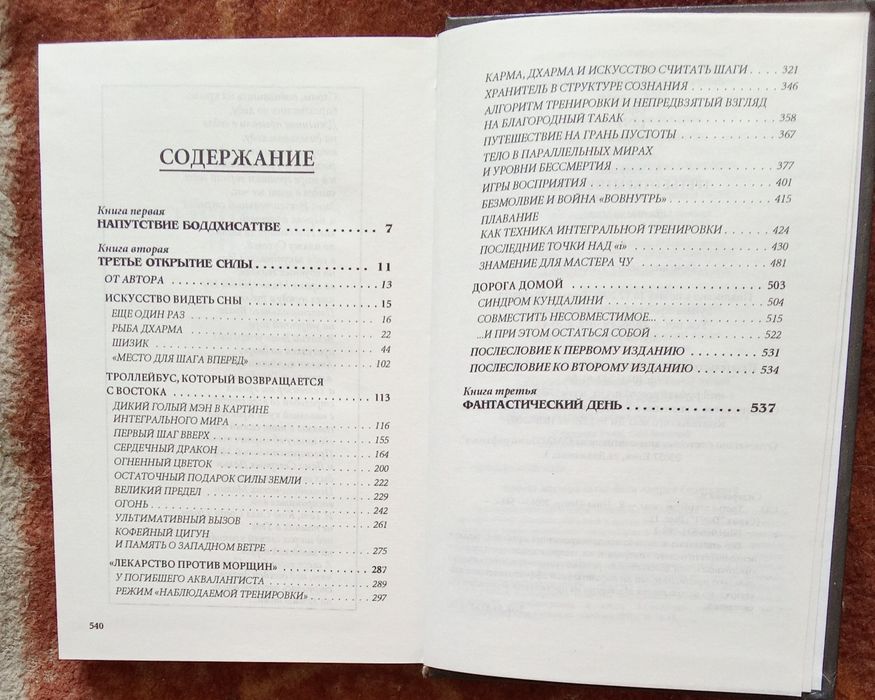 СОДЕРЖАНИЕ
Книга первая
НАПУТСТВИЕ БОДДХИСАТТВЕ . . . . . . . . . . . . . . 7
Книга вторая
ТРЕТЬЕ ОТКРЫТИЕ СИЛЫ . . . . . . . . . . . . . . . . . . 11
ОТ АВТОРА . . . . . . . . . . . . . . . . . . . . . . . . . . . . 13
ИСКУССТВО ВИДЕТЬ СНЫ . . . . . . . . . . . . . . . . . . 15
ЕЩЕ ОДИН РАЗ . . . . . . . . . . . . . . . . . . . . . . . . . 16
РЫБА ДХАРМА . . . . . . . . . . . . . . . . . . . . . . . . . 22
ШИЗИК . . . . . . . . . . . . . . . . . . . . . . . . . . . . . . 44
«МЕСТО ДЛЯ ШАГА ВПЕРЕД» . . . . . . . . . . . . . . . . 102
ТРОЛЛЕЙБУС, КОТОРЫЙ ВОЗВРАЩАЕТСЯ
С ВОСТОКА . . . . . . . . . . . . . . . . . . . . . . . . . . . . 113
ДИКИЙ ГОЛЫЙ МЭН В КАРТИНЕ
ИНТЕГРАЛЬНОГО МИРА . . . . . . . . . . . . . . . . . . . 116
ПЕРВЫЙ ШАГ ВВЕРХ . . . . . . . . . . . . . . . . . . . . . 155
СЕРДЕЧНЫЙ ДРАКОН . . . . . . . . . . . . . . . . . . . . 164
ОГНЕННЫЙ ЦВЕТОК . . . . . . . . . . . . . . . . . . . . . 200
ОСТАТОЧНЫЙ ПОДАРОК СИЛЫ ЗЕМЛИ . . . . . . . . . 222
ВЕЛИКИЙ ПРЕДЕЛ . . . . . . . . . . . . . . . . . . . . . . 229
ОГОНЬ . . . . . . . . . . . . . . . . . . . . . . . . . . . . . . 242
УЛЬТИМАТИВНЫЙ ВЫЗОВ . . . . . . . . . . . . . . . . . 261
КОФЕЙНЫЙ ЦИГУН
И ПАМЯТЬ О ЗАПАДНОМ ВЕТРЕ . . . . . . . . . . . . . . 275
«ЛЕКАРСТВО ПРОТИВ МОРЩИН» . . . . . . . . . . . . . . 287
У ПОГИБШЕГО АКВАЛАНГИСТА . . . . . . . . . . . . . . 289
РЕЖИМ «НАБЛЮДАЕМОЙ ТРЕНИРОВКИ» . . . . . . . . . 297
540
КАРМА, ДХАРМА И ИСКУССТВО СЧИТАТЬ ШАГИ . . . . 321
ХРАНИТЕЛЬ В СТРУКТУРЕ СОЗНАНИЯ . . . . . . . . . . . 346
АЛГОРИТМ ТРЕНИРОВКИ И НЕПРЕДВЗЯТЫЙ ВЗГЛЯД
НА БЛАГОРОДНЫЙ ТАБАК . . . . . . . . . . . . . . . . . . 358
ПУТЕШЕСТВИЕ НА ГРАНЬ ПУСТОТЫ . . . . . . . . . . . . 367
ТЕЛО В ПАРАЛЛЕЛЬНЫХ МИРАХ
И УРОВНИ БЕССМЕРТИЯ . . . . . . . . . . . . . . . . . . . 377
ИГРЫ ВОСПРИЯТИЯ . . . . . . . . . . . . . . . . . . . . . . 401
БЕЗМОЛВИЕ И ВОЙНА «ВОВНУТРЬ» . . . . . . . . . . . . . 415
ПЛАВАНИЕ
КАК ТЕХНИКА ИНТЕГРАЛЬНОЙ ТРЕНИРОВКИ . . . . . . 424
ПОСЛЕДНИЕ ТОЧКИ НАД «i» . . . . . . . . . . . . . . . . . 430
ЗНАМЕНИЕ ДЛЯ МАСТЕРА ЧУ . . . . . . . . . . . . . . . . 481
ДОРОГА ДОМОЙ . . . . . . . . . . . . . . . . . . . . . . . . . 503
СИНДРОМ КУНДАЛИНИ . . . . . . . . . . . . . . . . . . . . 504
СОВМЕСТИТЬ НЕСОВМЕСТИМОЕ... . . . . . . . . . . . . . . 515
...И ПРИ ЭТОМ ОСТАТЬСЯ СОБОЙ . . . . . . . . . . . . . . 522
ПОСЛЕСЛОВИЕ К ПЕРВОМУ ИЗДАНИЮ . . . . . . . . . . . 531
ПОСЛЕСЛОВИЕ КО ВТОРОМУ ИЗДАНИЮ . . . . . . . . . . 534
Книга третья
ФАНТАСТИЧЕСКИЙ ДЕНЬ . . . . . . . . . . . . . . . . . 537